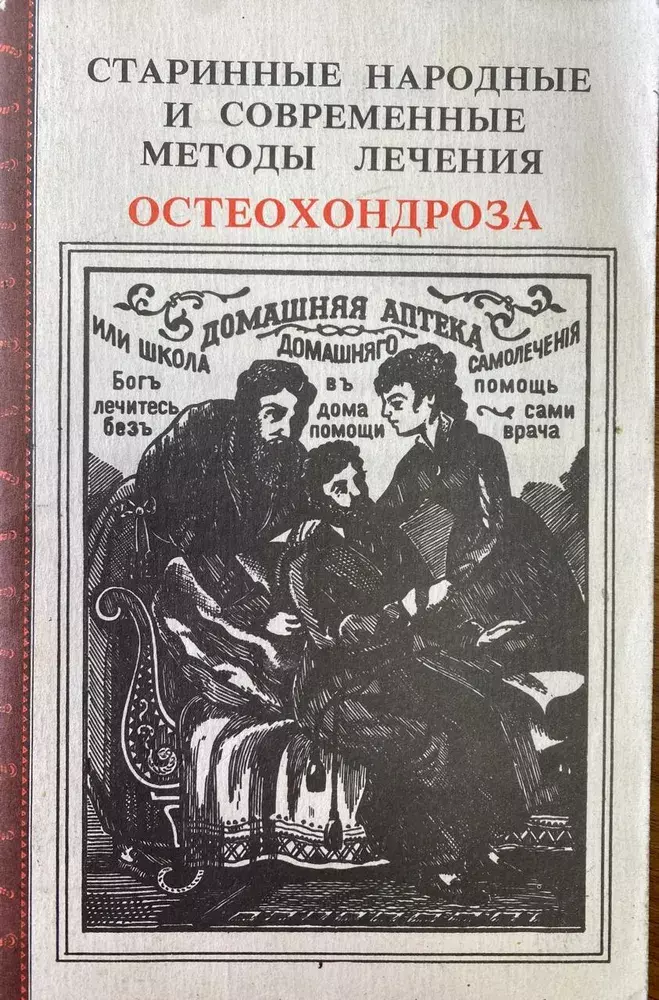 СТАРИННЫЕ НАРОДНЫЕ
И СОВРЕМЕННЫЕ
МЕТОДЫ ЛЕЧЕНИЯ
ОСТЕОХОНДРОЗА
ДОМАШНЯЯ АПТЕКА
ИЛИ ШКОЛА ДОМАШНЯГО САМОЛЕЧЕНІЯ
Богъ въ помощь
лечитесь дома сами
безъ помощи врача